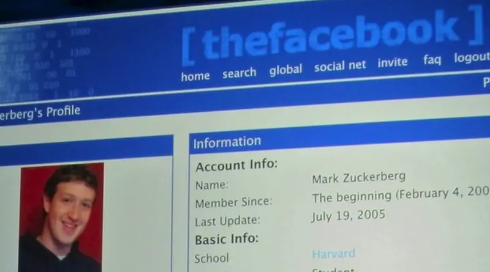 [ thefacebook ]
home search global social net invite faq logout
erberg's Profile
Information
Account Info:
Name: Mark Zuckerberg
Member Since: The beginning (February 4, 200
Last Update: July 19, 2005
Basic Info:
School Harvard
Student